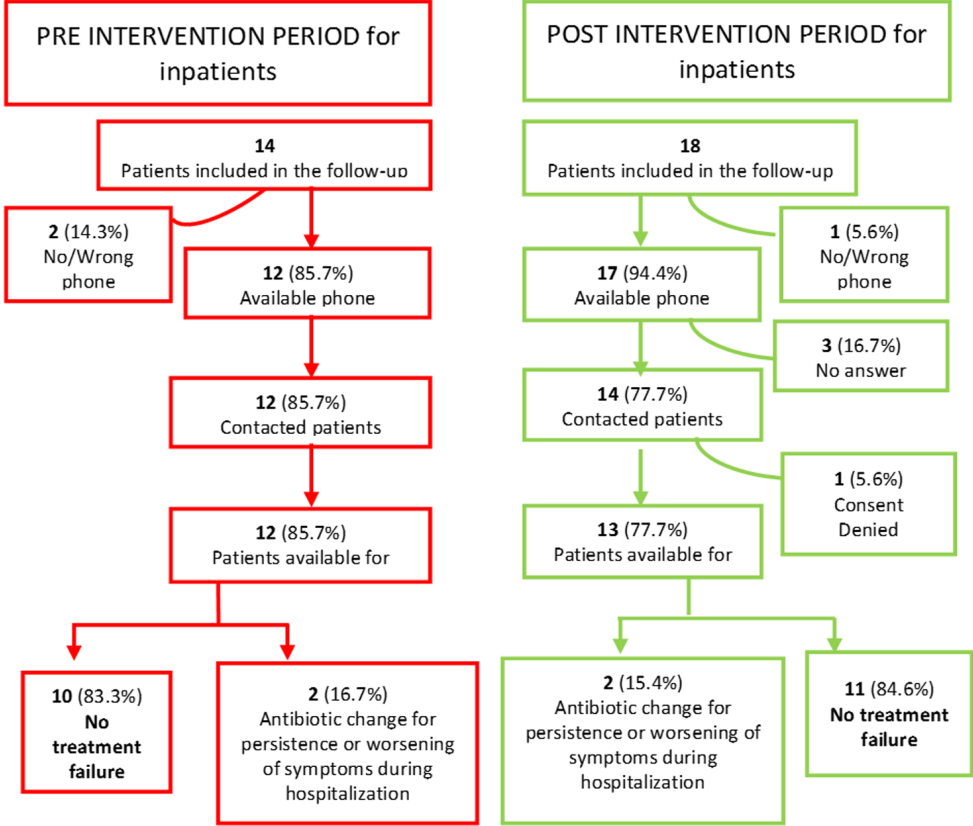 PRE INTERVENTION PERIOD for
inpatients
14
Patients included in the follow-up
2 (14.3%)
No/Wrong
phone
12 (85.7%)
Available phone
12 (85.7%)
Contacted patients
12 (85.7%)
Patients available for
10 (83.3%)
No
treatment
failure
2 (16.7%)
Antibiotic change for
persistence or worsening
of symptoms during
hospitalization
POST INTERVENTION PERIOD for
inpatients
18
Patients included in the follow-up
1 (5.6%)
No/Wrong
phone
17 (94.4%)
Available phone
3 (16.7%)
No answer
14 (77.7%)
Contacted patients
1 (5.6%)
Consent
Denied
13 (77.7%)
Patients available for
2 (15.4%)
Antibiotic change for
persistence or worsening of
symptoms during
hospitalization
11 (84.6%)
No treatment
failure